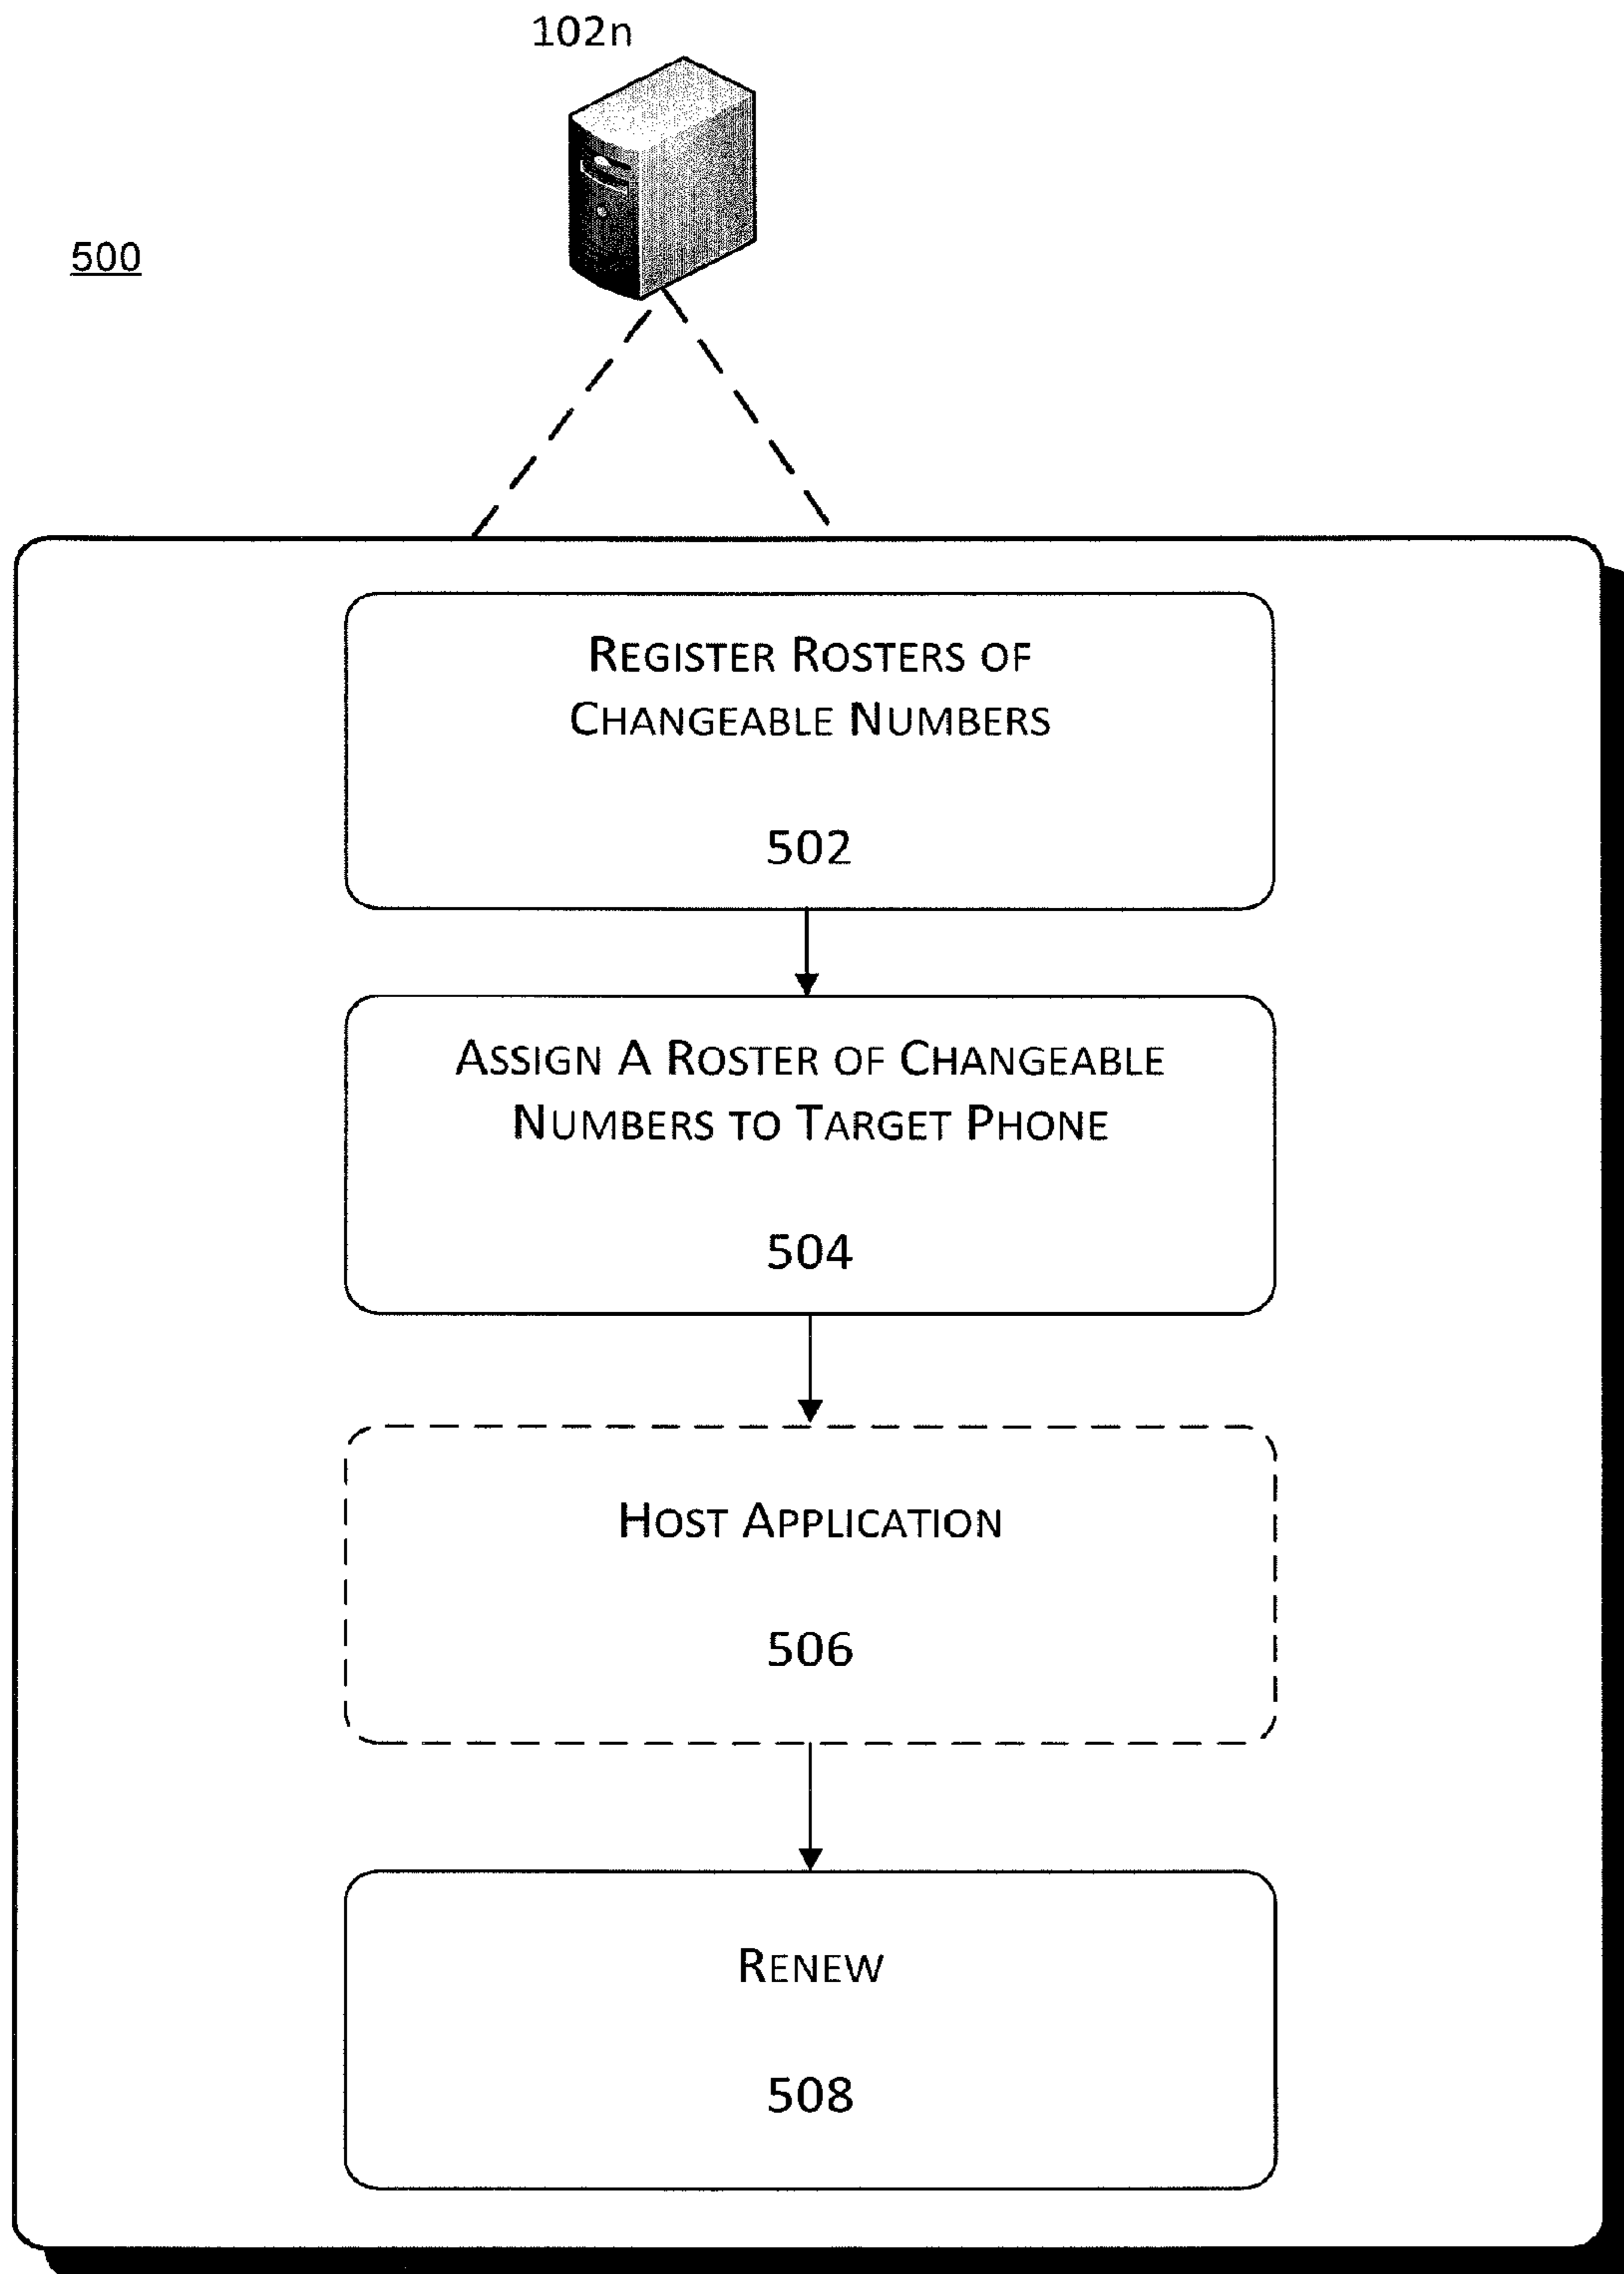 102n
500
REGISTER ROSTERS OF
CHANGEABLE NUMBERS
502
ASSIGN A ROSTER OF CHANGEABLE
NUMBERS TO TARGET PHONE
504
HOST APPLICATION
506
RENEW
508